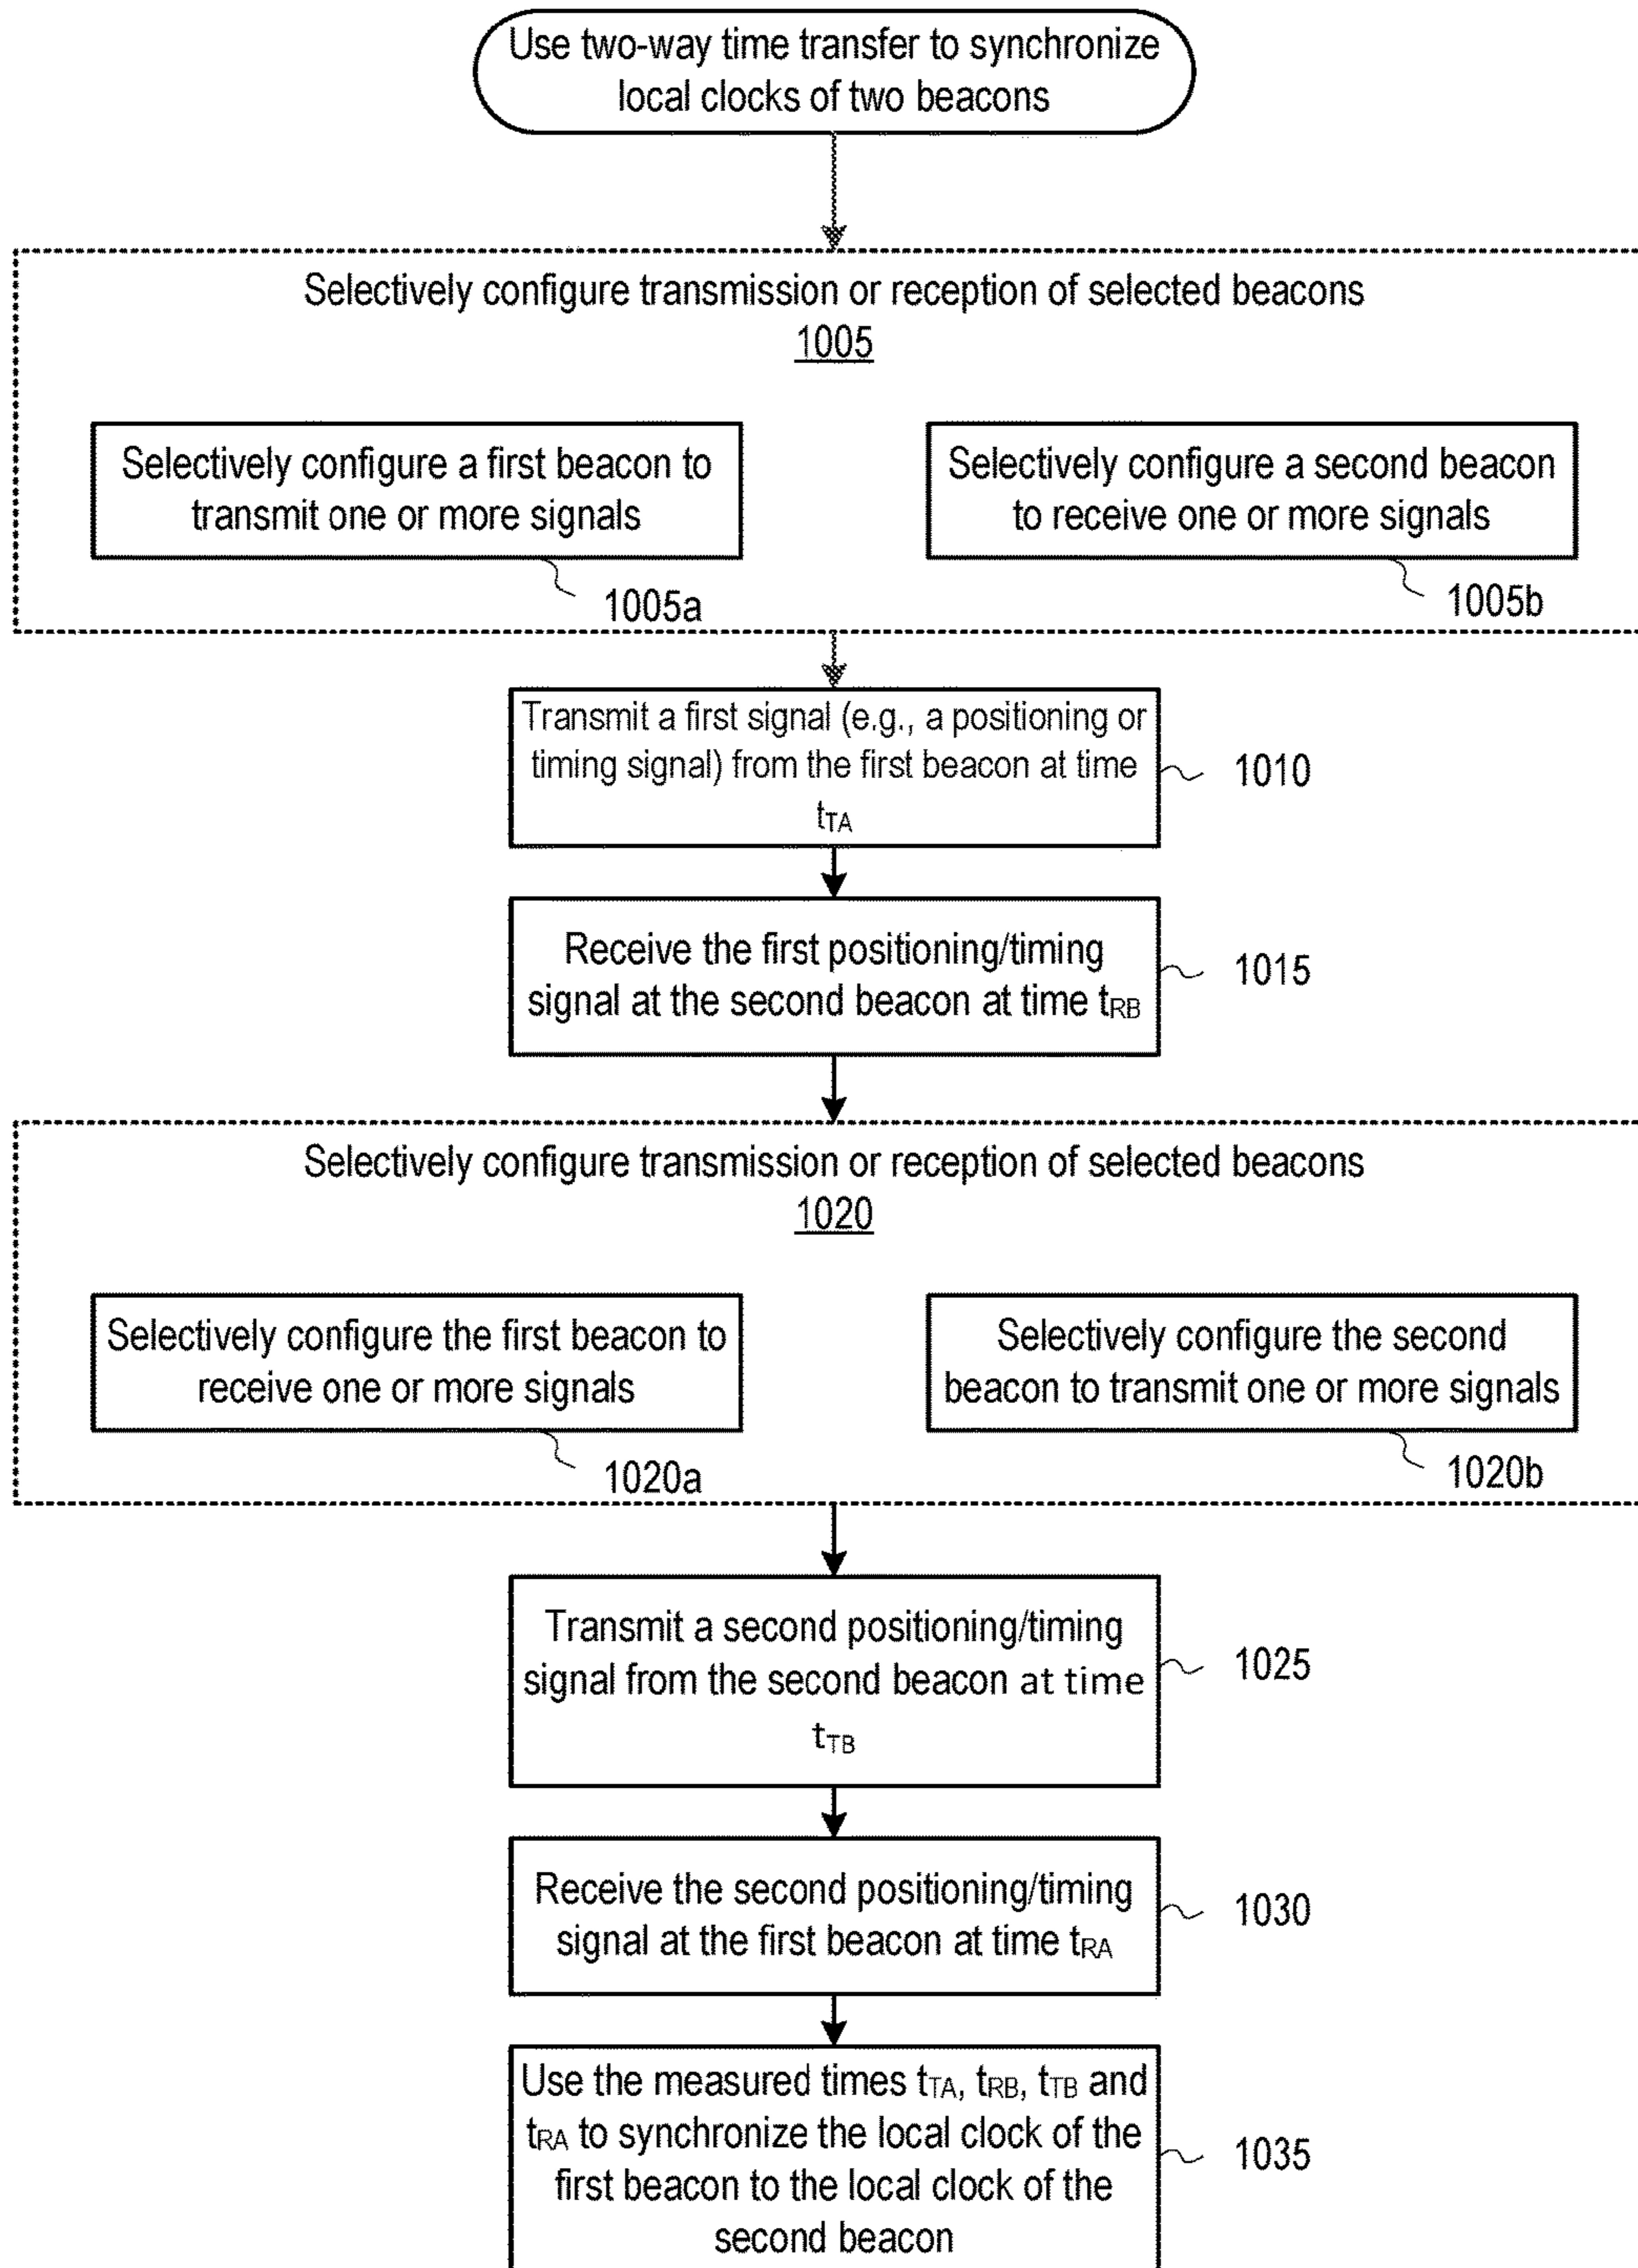 Use two-way time transfer to synchronize
local clocks of two beacons
Selectively configure transmission or reception of selected beacons
1005
Selectively configure a first beacon to
transmit one or more signals
1005a
Selectively configure a second beacon
to receive one or more signals
1005b
Transmit a first signal (e.g., a positioning or
timing signal) from the first beacon at time
tTA
1010
Receive the first positioning/timing
signal at the second beacon at time tRB
1015
Selectively configure transmission or reception of selected beacons
1020
Selectively configure the first beacon to
receive one or more signals
1020a
Selectively configure the second
beacon to transmit one or more signals
1020b
Transmit a second positioning/timing
signal from the second beacon at time
tTB
1025
Receive the second positioning/timing
signal at the first beacon at time tRA
1030
Use the measured times tTA, tRB, tTB and
tRA to synchronize the local clock of the
first beacon to the local clock of the
second beacon
1035